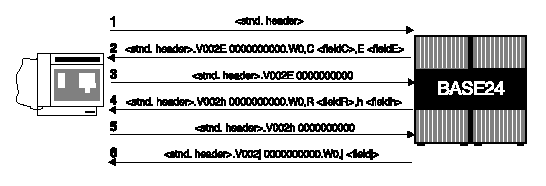 1 <stnd. header>
2 <stnd. header>.V002E 0000000000.W0,C <fieldC>,E <fieldE>
3 <stnd. header>.V002E 0000000000
BASE24
4 <stnd. header>.V002h 0000000000.W0,R <fieldR>,h <fieldh>
5 <stnd. header>.V002h 0000000000
6 <stnd. header>.V002j 0000000000.W0,j <fieldj>